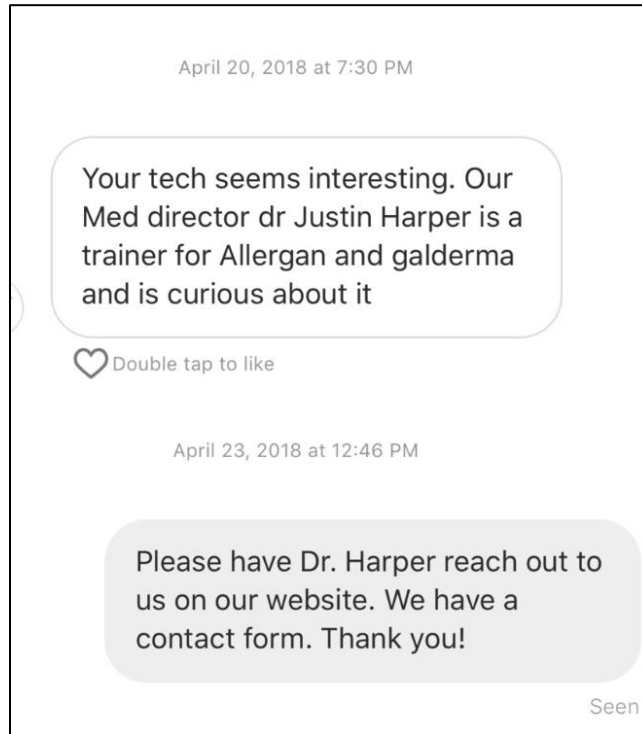 April 20, 2018 at 7:30 PM
Your tech seems interesting. Our
Med director dr Justin Harper is a
trainer for Allergan and galderma
and is curious about it
Double tap to like
April 23, 2018 at 12:46 PM
Please have Dr. Harper reach out to
us on our website. We have a
contact form. Thank you!
Seen